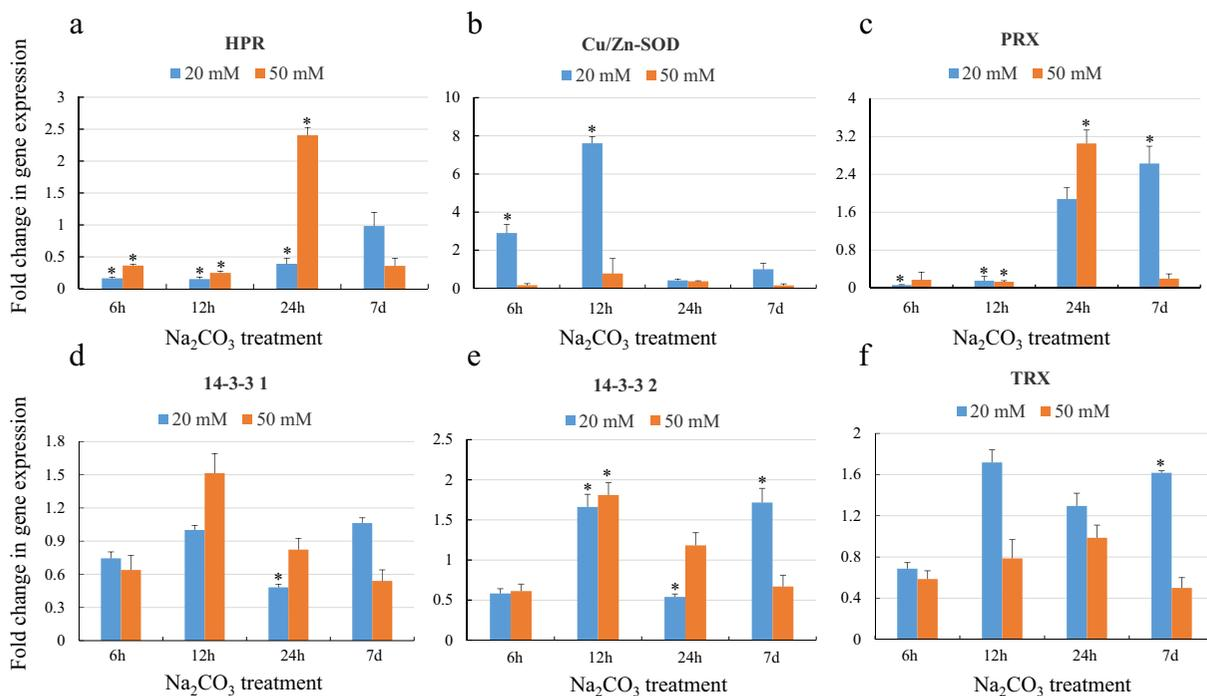 a
HPR
20 mM 50 mM
Fold change in gene expression
3
2.5
2
1.5
1
0.5
0
* * * * * *
6h 12h 24h 7d
Na₂CO₃ treatment
b
Cu/Zn-SOD
20 mM 50 mM
10
8
6
4
2
0
* *
6h 12h 24h 7d
Na₂CO₃ treatment
c
PRX
20 mM 50 mM
4
3.2
2.4
1.6
0.8
0
* * * * *
6h 12h 24h 7d
Na₂CO₃ treatment
d
14-3-3 1
20 mM 50 mM
Fold change in gene expression
1.8
1.5
1.2
0.9
0.6
0.3
0
*
6h 12h 24h 7d
Na₂CO₃ treatment
e
14-3-3 2
20 mM 50 mM
2.5
2
1.5
1
0.5
0
* * * *
6h 12h 24h 7d
Na₂CO₃ treatment
f
TRX
20 mM 50 mM
2
1.6
1.2
0.8
0.4
0
*
6h 12h 24h 7d
Na₂CO₃ treatment